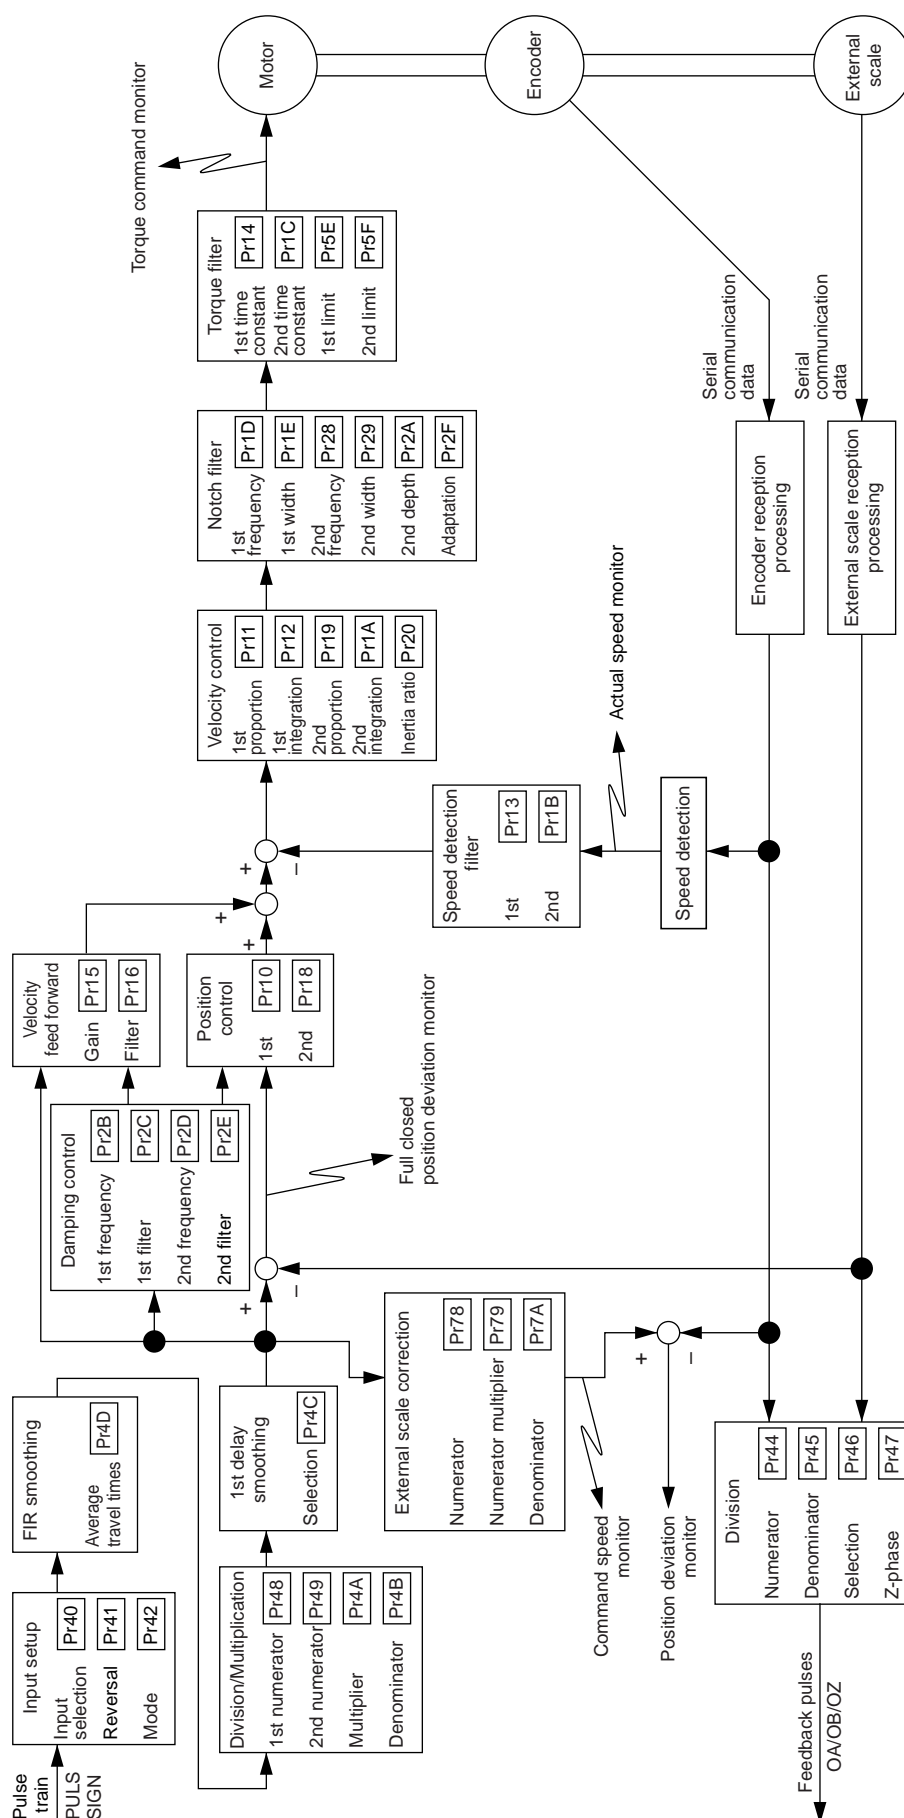 Pulse
train
PULS
SIGN
Input setup
Input
selection
Pr40
Reversal
Pr41
Mode
Pr42
FIR smoothing
Average
travel times
Pr4D
Division/Multiplication
1st numerator
Pr48
2nd numerator
Pr49
Multiplier
Pr4A
Denominator
Pr4B
1st delay
smoothing
Selection
Pr4C
Damping control
1st frequency
Pr2B
1st filter
Pr2C
2nd frequency
Pr2D
2nd filter
Pr2E
Velocity
feed forward
Gain
Pr15
Filter
Pr16
Position
control
1st
Pr10
2nd
Pr18
+
−
+
+
+
−
Full closed
position deviation monitor
External scale correction
Numerator
Pr78
Numerator multiplier
Pr79
Denominator
Pr7A
Command speed
monitor
+
−
Position deviation
monitor
Velocity control
1st
proportion
Pr11
1st
integration
Pr12
2nd
proportion
Pr19
2nd
integration
Pr1A
Inertia ratio
Pr20
Notch filter
1st
frequency
Pr1D
1st width
Pr1E
2nd
frequency
Pr28
2nd width
Pr29
2nd depth
Pr2A
Adaptation
Pr2F
Torque filter
1st time
constant
Pr14
2nd time
constant
Pr1C
1st limit
Pr5E
2nd limit
Pr5F
Torque command monitor
Motor
Encoder
External
scale
Speed detection
filter
1st
Pr13
2nd
Pr1B
Actual speed monitor
Speed detection
Serial
communication
data
Encoder reception
processing
Serial
communication
data
External scale reception
processing
Division
Numerator
Pr44
Denominator
Pr45
Selection
Pr46
Z-phase
Pr47
Feedback pulses
OA/OB/OZ